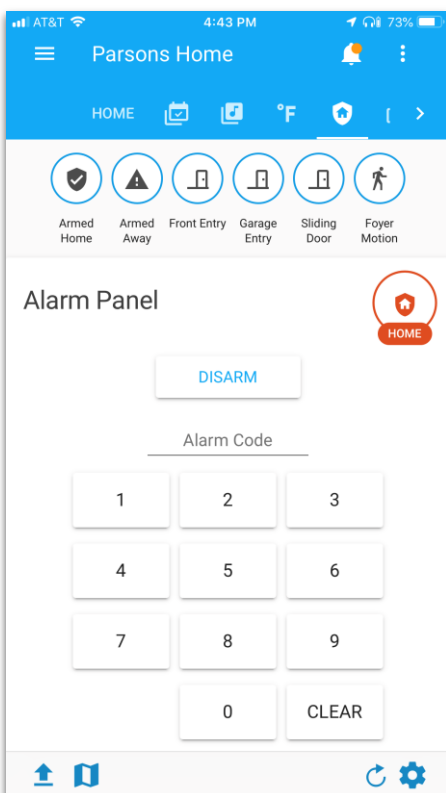 AT&T 4:43 PM 73%
Parsons Home
HOME °F
Armed Home
Armed Away
Front Entry
Garage Entry
Sliding Door
Foyer Motion
Alarm Panel
HOME
DISARM
Alarm Code
1 2 3
4 5 6
7 8 9
0 CLEAR